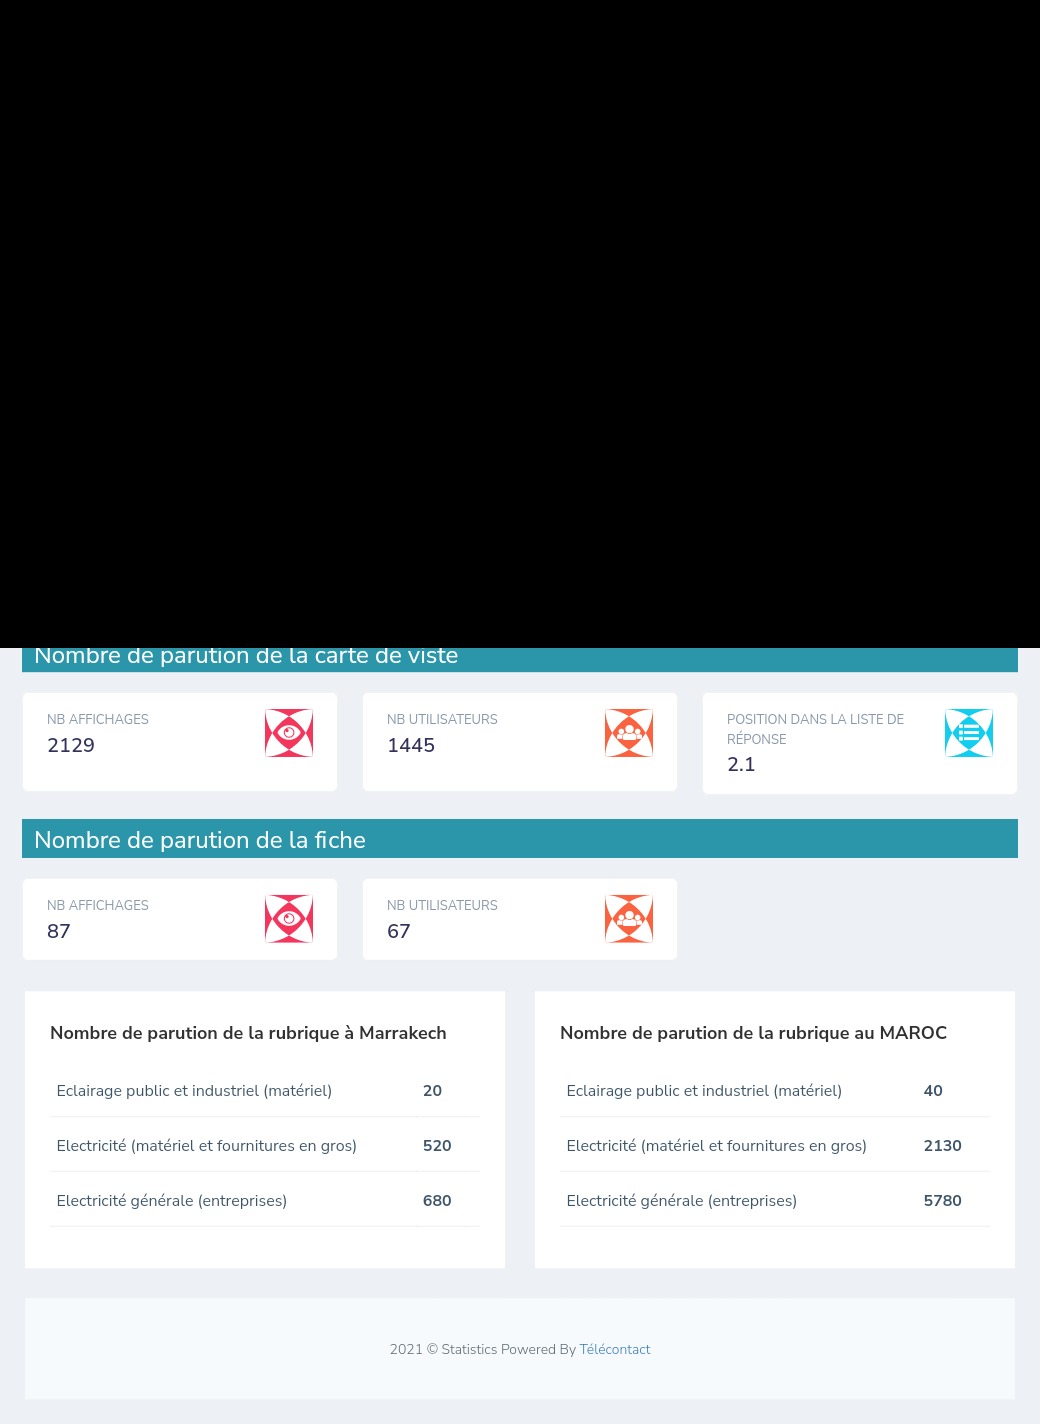 Nombre de parution de la carte de viste
NB AFFICHAGES
2129
NB UTILISATEURS
1445
POSITION DANS LA LISTE DE
RÉPONSE
2.1
Nombre de parution de la fiche
NB AFFICHAGES
87
NB UTILISATEURS
67
Nombre de parution de la rubrique à Marrakech
Eclairage public et industriel (matériel) 20
Electricité (matériel et fournitures en gros) 520
Electricité générale (entreprises) 680
Nombre de parution de la rubrique au MAROC
Eclairage public et industriel (matériel) 40
Electricité (matériel et fournitures en gros) 2130
Electricité générale (entreprises) 5780
2021 © Statistics Powered By Télécontact